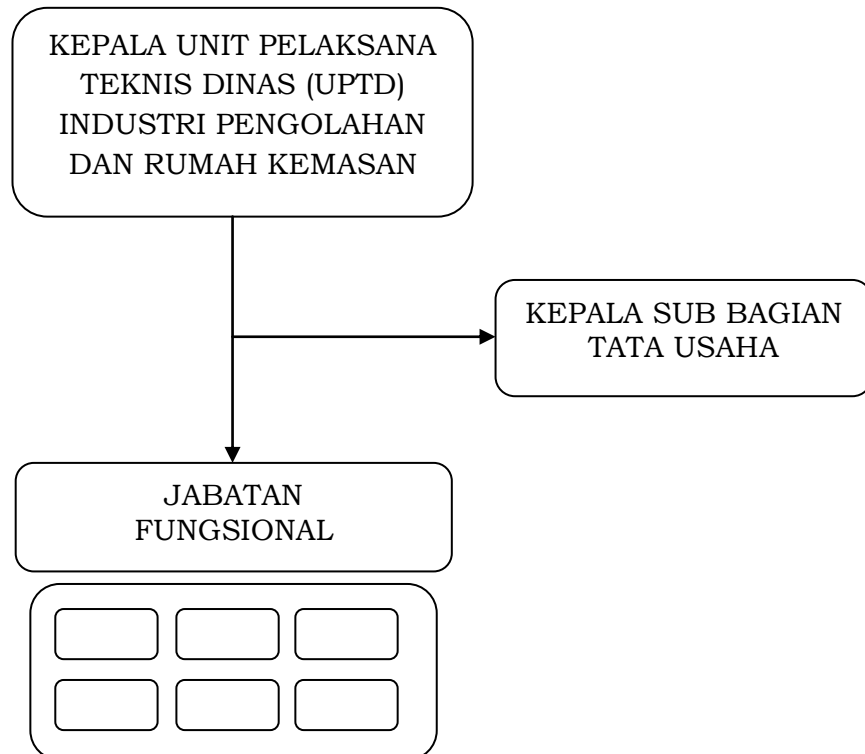 KEPALA UNIT PELAKSANA
TEKNIS DINAS (UPTD)
INDUSTRI PENGOLAHAN
DAN RUMAH KEMASAN
KEPALA SUB BAGIAN
TATA USAHA
JABATAN
FUNGSIONAL